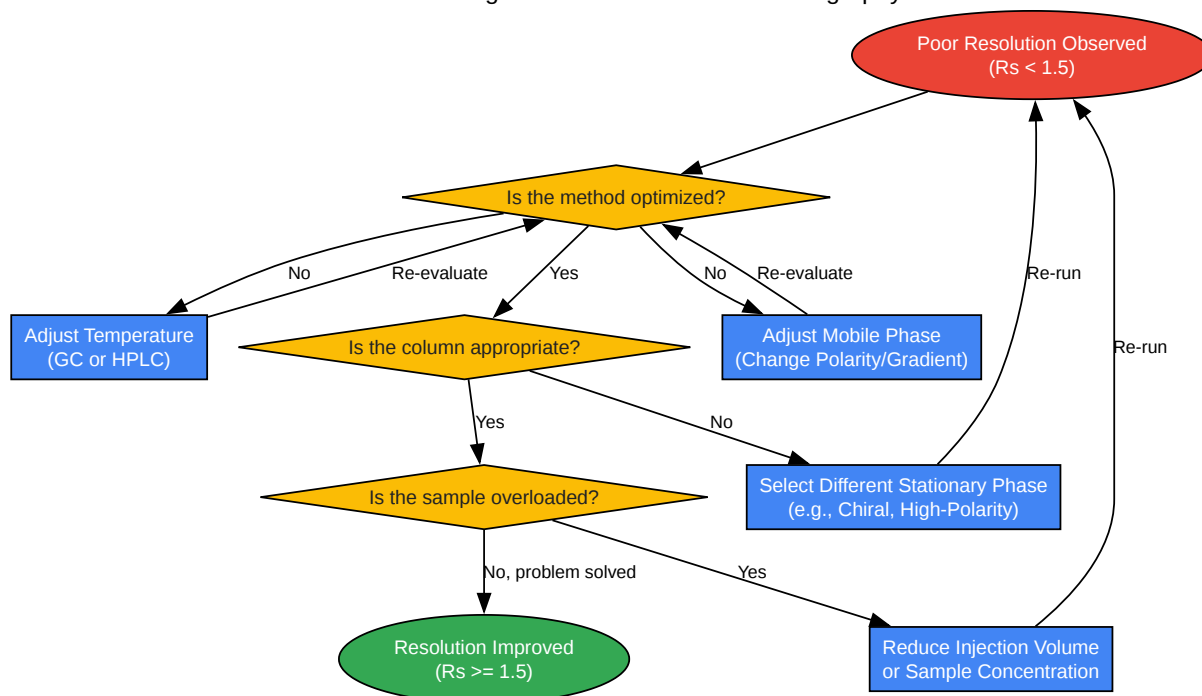 Poor Resolution Observed
(Rs < 1.5)
Is the method optimized?
No
Re-evaluate
Yes
No
Re-evaluate
Re-run
Adjust Temperature
(GC or HPLC)
Is the column appropriate?
Adjust Mobile Phase
(Change Polarity/Gradient)
Re-run
Yes
No
Is the sample overloaded?
Select Different Stationary Phase
(e.g., Chiral, High-Polarity)
No, problem solved
Yes
Resolution Improved
(Rs >= 1.5)
Reduce Injection Volume
or Sample Concentration